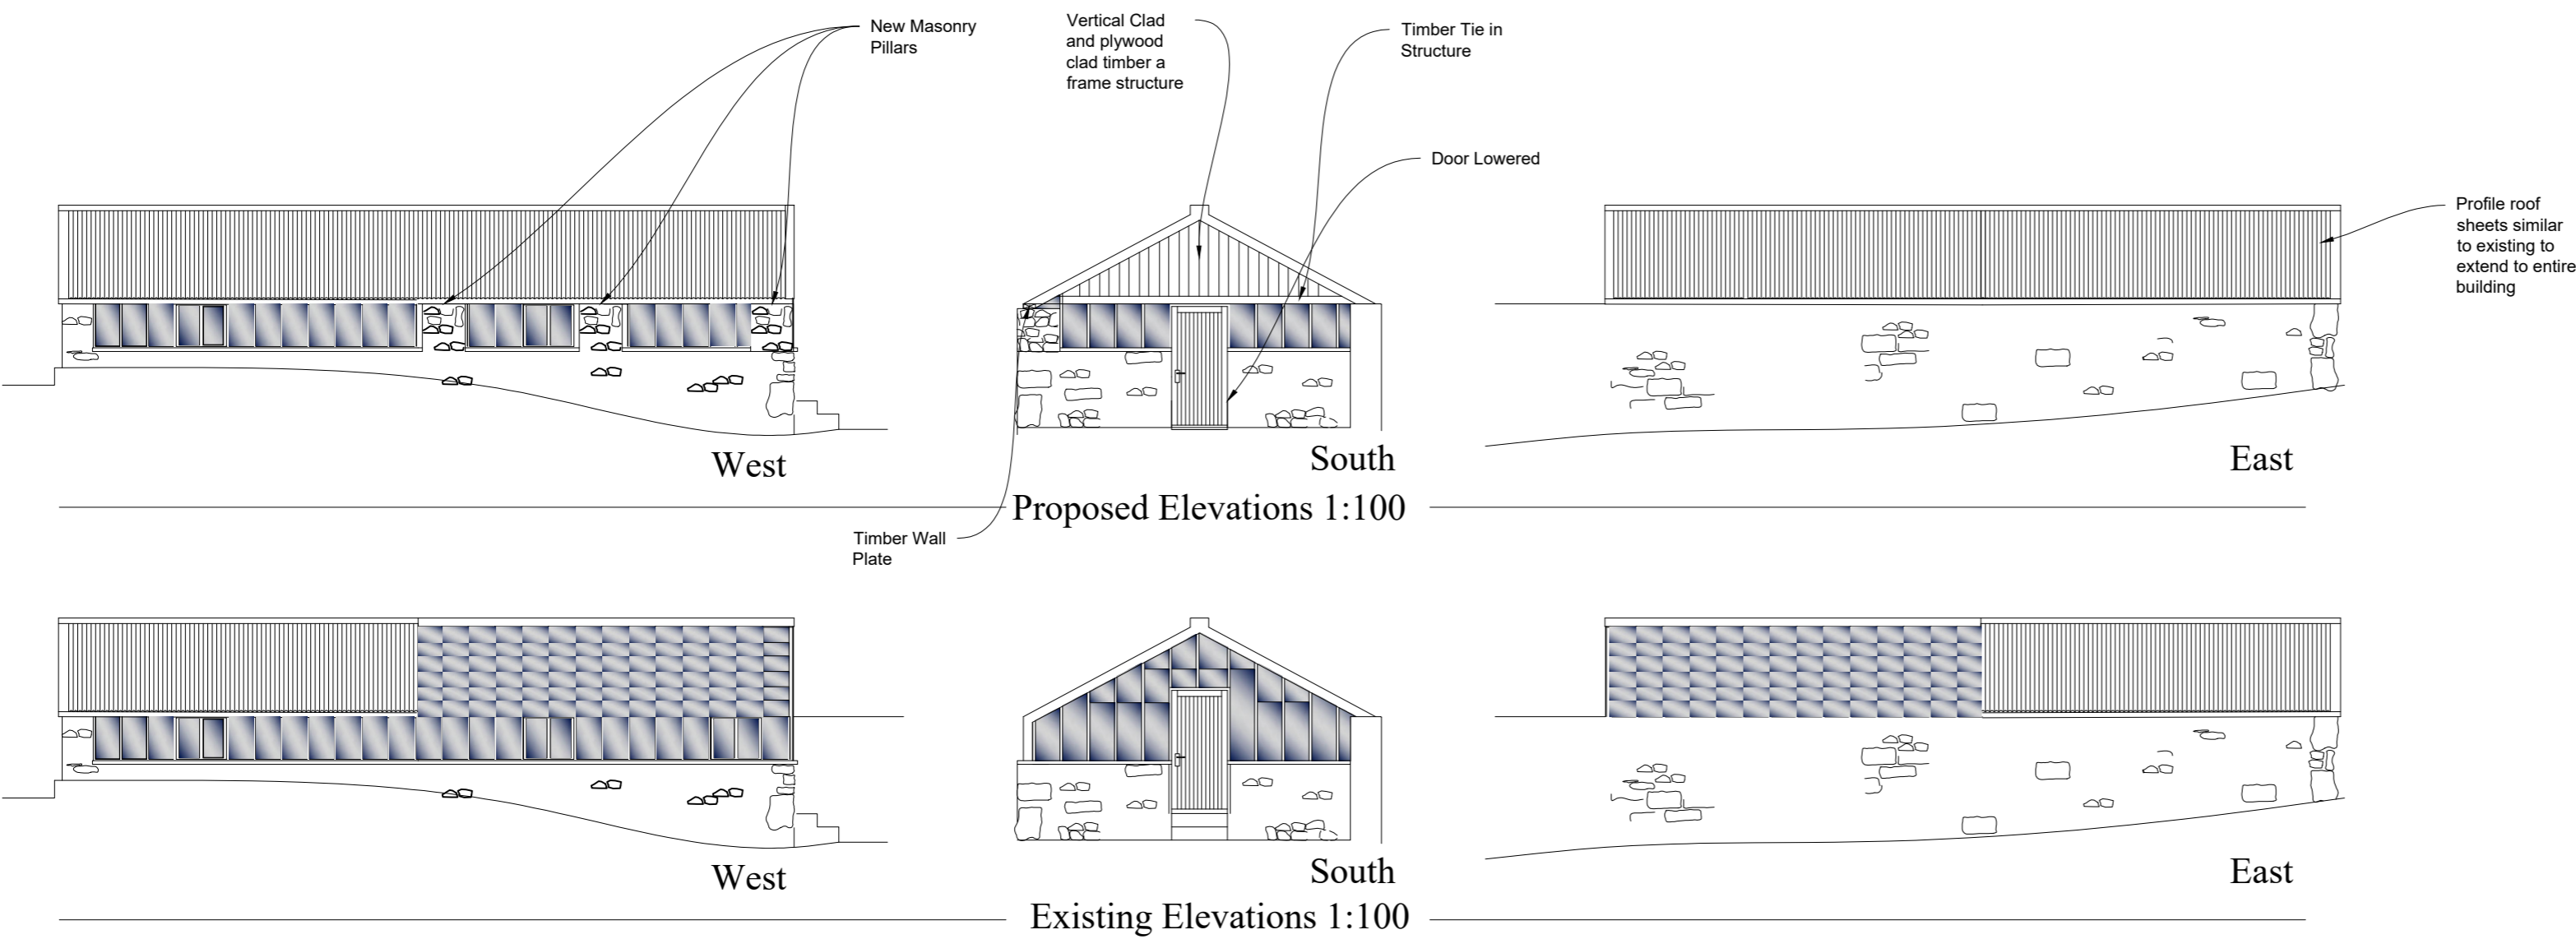 New Masonry
Pillars
Vertical Clad
and plywood
clad timber a
frame structure
Timber Tie in
Structure
Door Lowered
Profile roof
sheets similar
to existing to
extend to entire
building
West
South
East
Proposed Elevations 1:100
Timber Wall
Plate
West
South
East
Existing Elevations 1:100